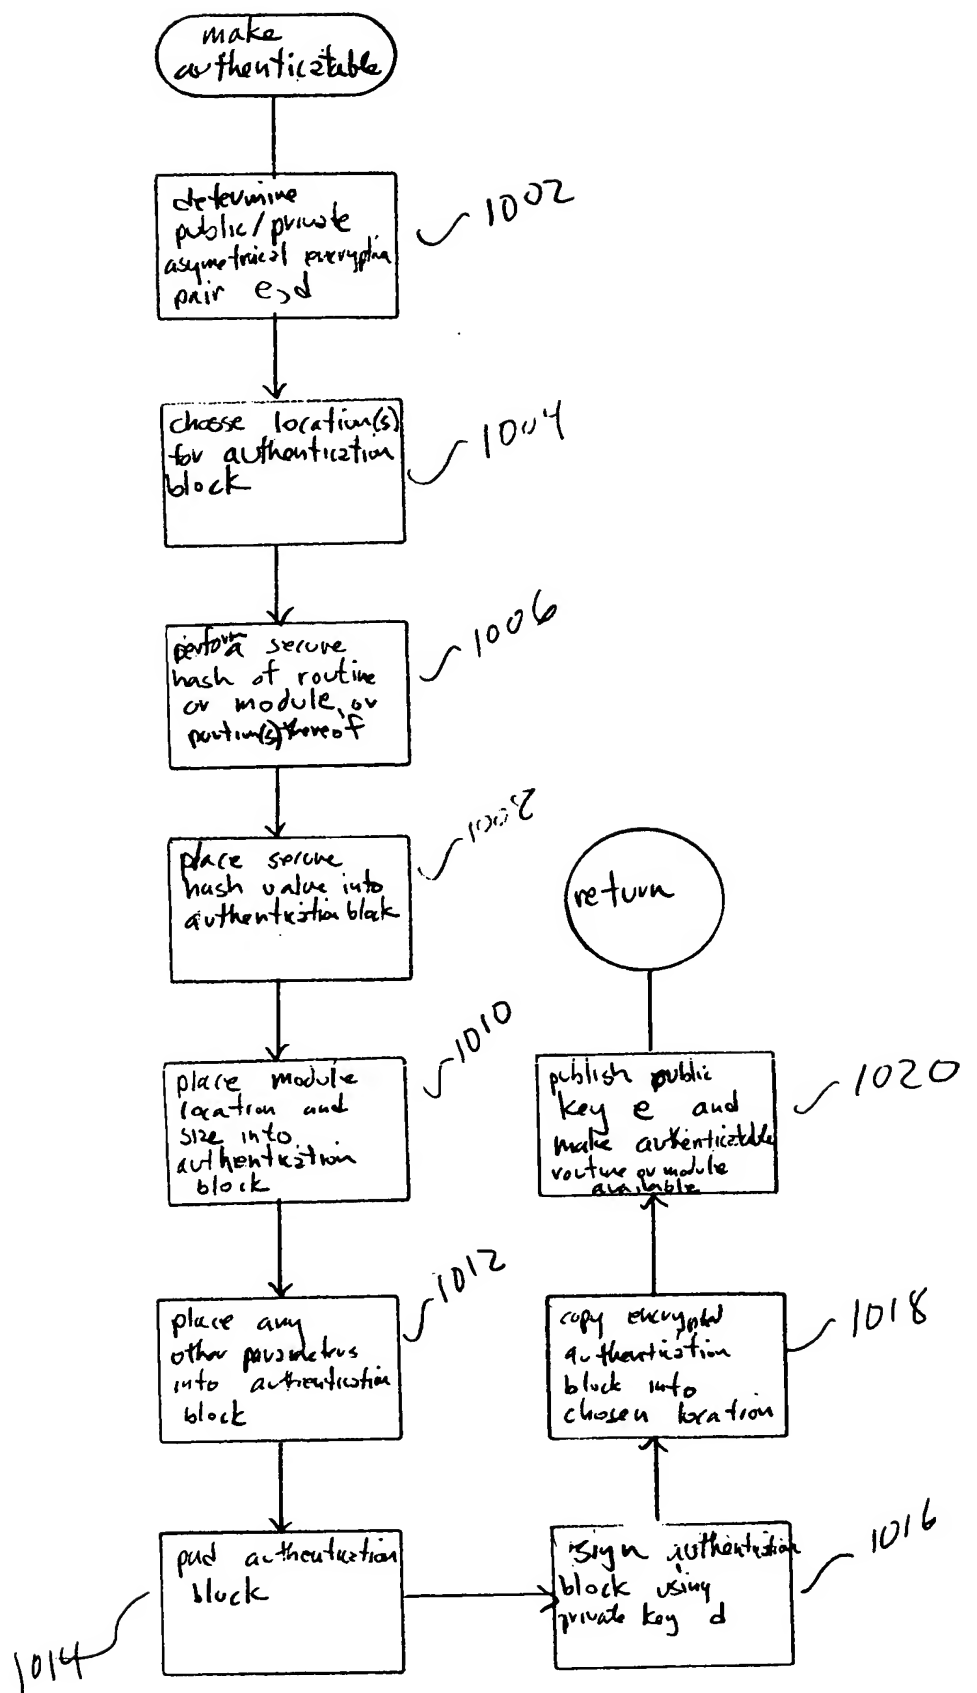 make
authenticatable
determine
public/private
asymetrical encryption
pair e,d
1002
choose location(s)
for authentication
block
1004
perform a secure
hash of routine
or module, or
portion(s) thereof
1006
place secure
hash value into
authentication block
1008
place module
location and
size into
authentication
block
1010
place any
other parameters
into authentication
block
1012
pad authentication
block
1014
sign authentication
block using
private key d
1016
copy encrypted
authentication
block into
chosen location
1018
publish public
key e and
make authenticatable
routine or module
available
1020
return